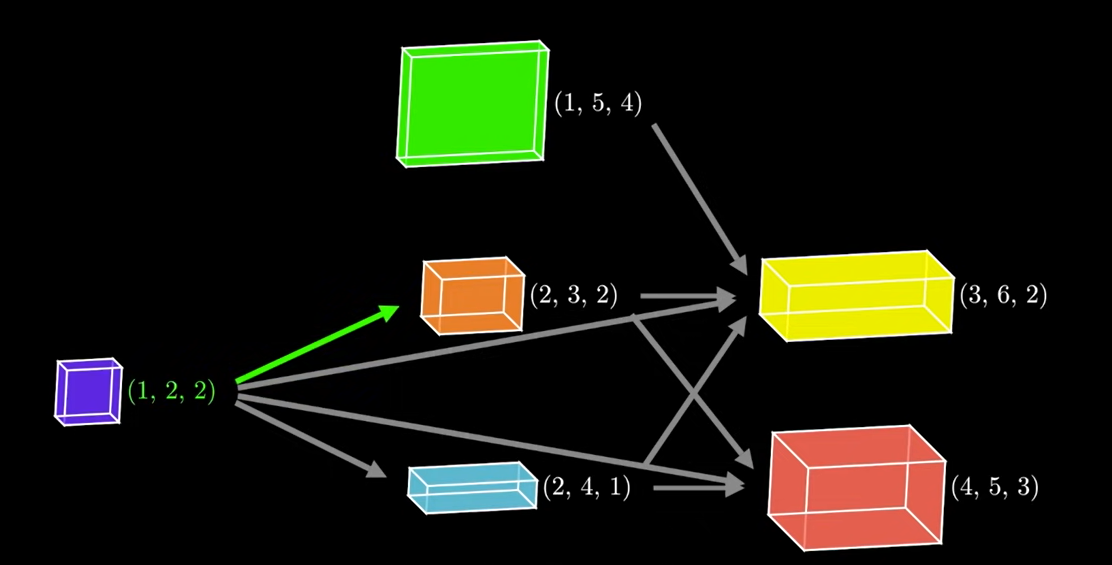 (1, 5, 4)
(2, 3, 2)
(3, 6, 2)
(1, 2, 2)
(2, 4, 1)
(4, 5, 3)